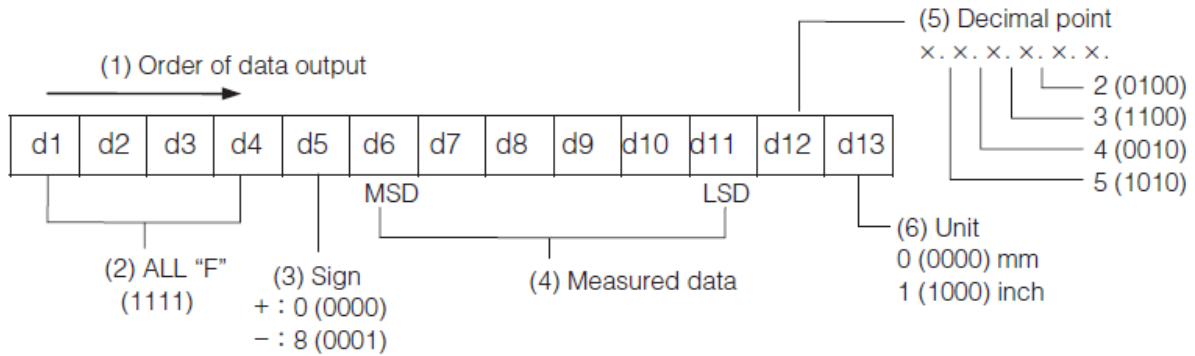 (5) Decimal point
×. ×. ×. ×. ×. ×.
(1) Order of data output
2 (0100)
3 (1100)
4 (0010)
5 (1010)
d1 d2 d3 d4 d5 d6 d7 d8 d9 d10 d11 d12 d13
MSD LSD
(2) ALL “F”
(1111)
(3) Sign
+ : 0 (0000)
− : 8 (0001)
(4) Measured data
(6) Unit
0 (0000) mm
1 (1000) inch